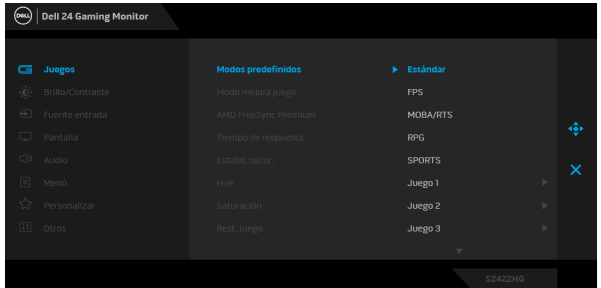 DELL Dell 24 Gaming Monitor
Juegos Modos predefinidos Estándar
Brillo/Contraste Modo mejora juego FPS
Fuente entrada AMD FreeSync Premium MOBA/RTS
Pantalla Tiempo de respuesta RPG
Audio Estabil. oscur. SPORTS
Menú Hue Juego 1
Personalizar Saturación Juego 2
Otros Rest. juego Juego 3
S2422HG